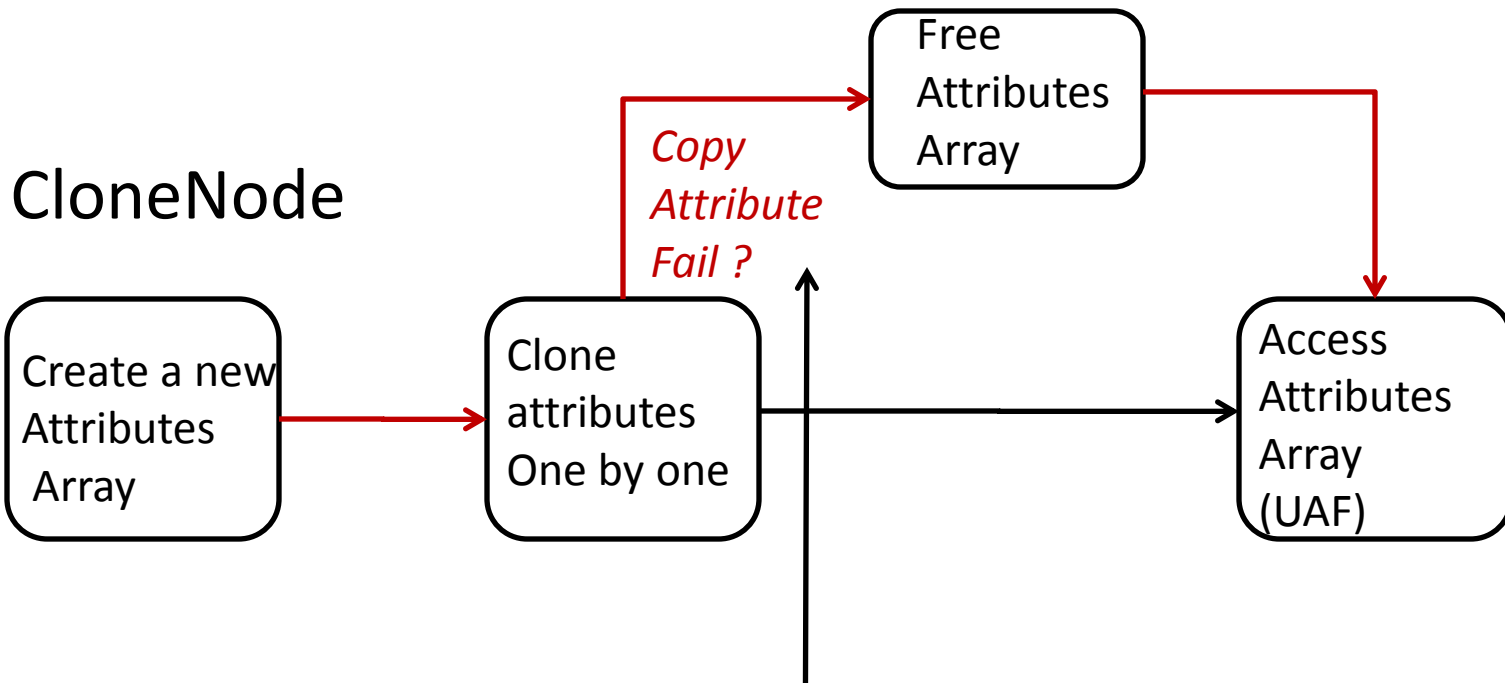 CloneNode
Create a new
Attributes
Array
Clone
attributes
One by one
Copy
Attribute
Fail ?
Free
Attributes
Array
Access
Attributes
Array
(UAF)